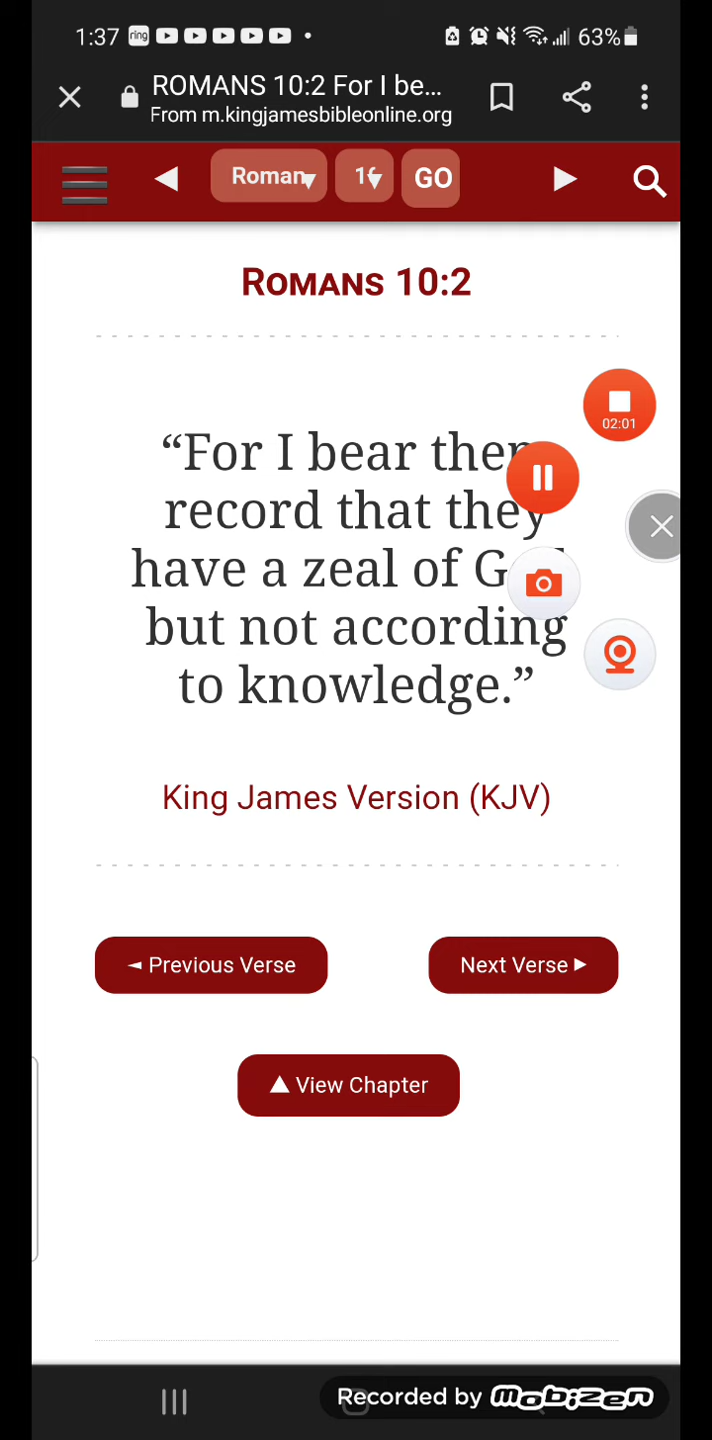 1:37 ring 63%
ROMANS 10:2 For I be...
From m.kingjamesbibleonline.org
Roman GO
ROMANS 10:2
02:01
“For I bear
record that they
have a zeal of
but not according
to knowledge.”
King James Version (KJV)
◄ Previous Verse Next Verse ►
▲ View Chapter
Recorded by mobizen